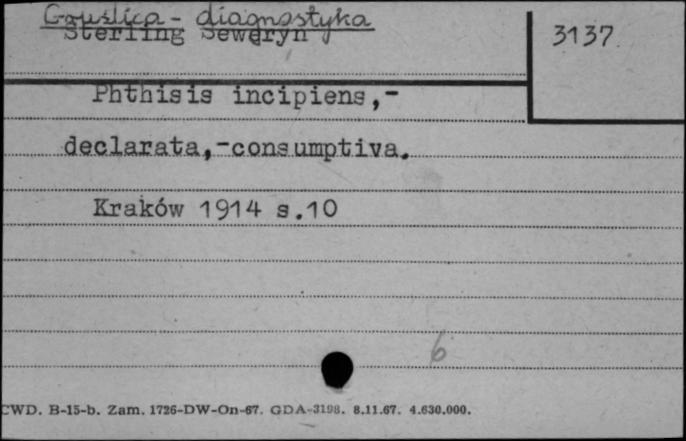 Gruźlica - diagnostyka
Sterling Seweryn
3137
Phthisis incipiens,-
declarata,-consumptiva.
Kraków 1914 s.10
6
CWD. B-15-b. Zam. 1726-DW-On-67. GDA-3198. 8.11.67. 4.630.000.